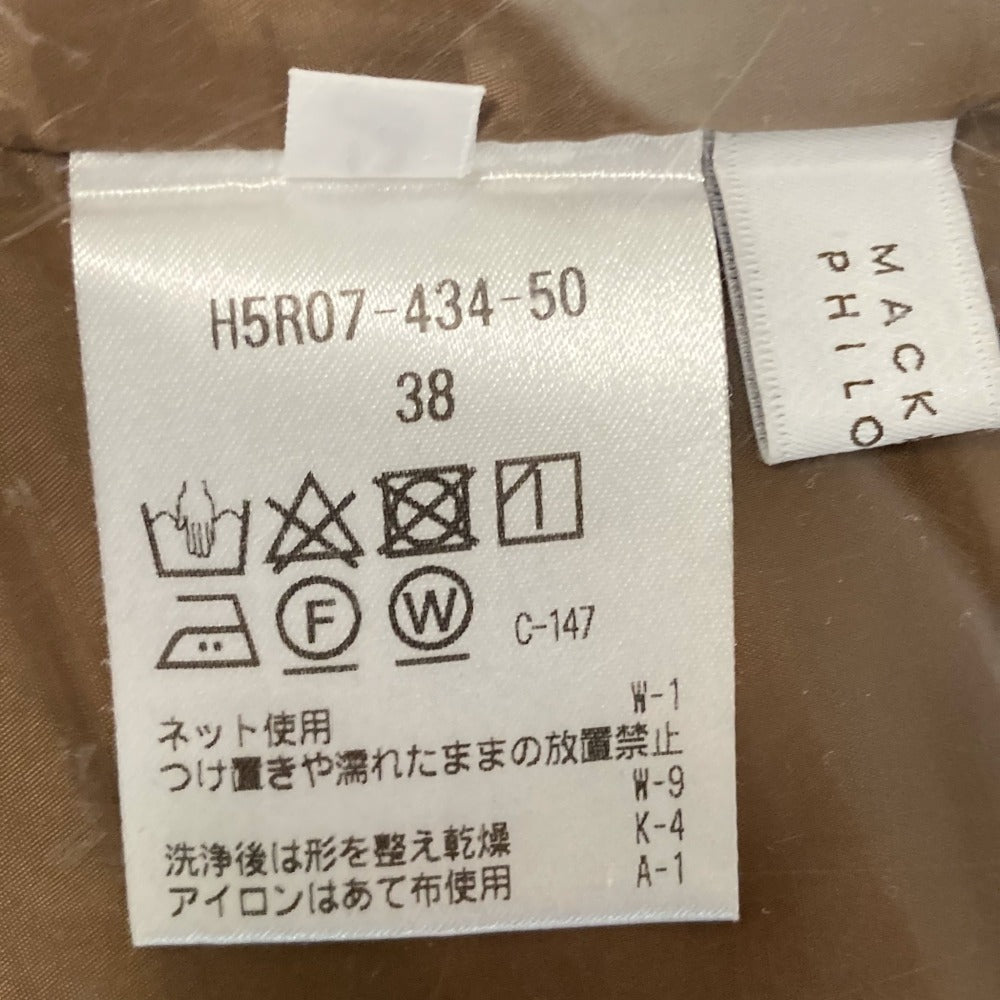 H5R07-434-50
38
F
W
C-147
ネット使用
W-1
つけ置きや濡れたままの放置禁止
W-9
洗浄後は形を整え乾燥
K-4
アイロンはあて布使用
A-1
MACK
PHILO